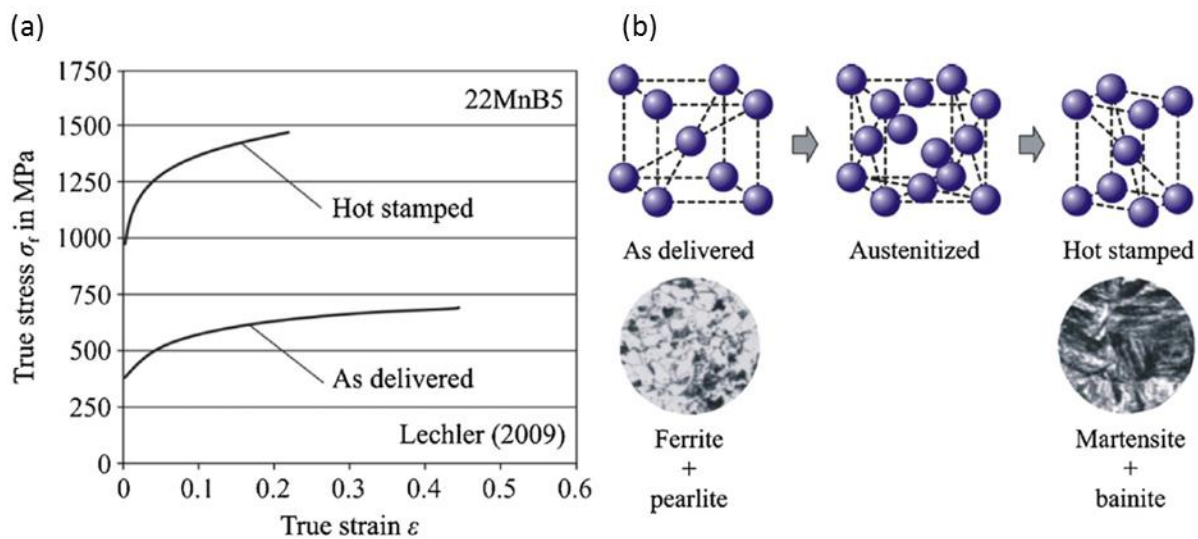 (a)
1750
1500
1250
1000
750
500
250
0
True stress σf in MPa
22MnB5
Hot stamped
As delivered
Lechler (2009)
0 0.1 0.2 0.3 0.4 0.5 0.6
True strain ε
(b)
As delivered Austenitized Hot stamped
Ferrite
+
pearlite
Martensite
+
bainite